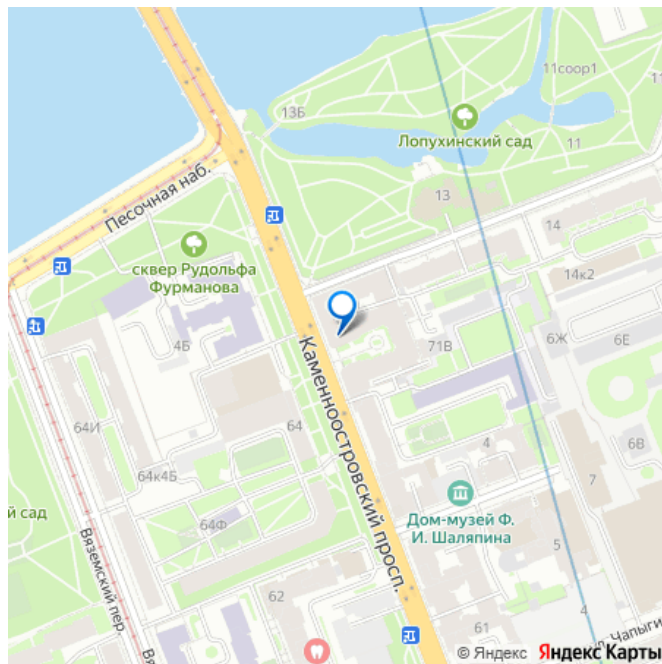 11соор1
13Б
Лопухинский сад
11
Песочная наб.
13
14
сквер Рудольфа
Фурманова
14к2
4Б
71В
6Ж
6Е
Каменноостровский просп.
64
64И
4
6В
64к4Б
7
й сад
64Ф
Дом-музей Ф.
И. Шаляпина
Вяземский пер.
5
62
4
61
Вя
л. Чапыги
© Яндекс Яндекс Карты